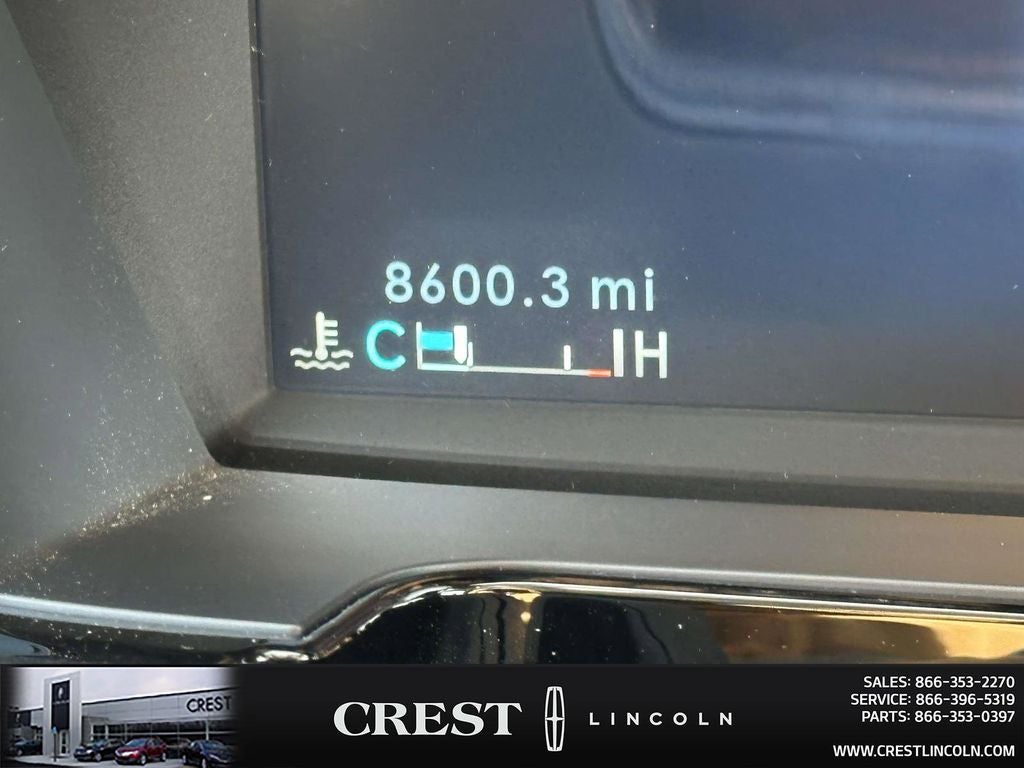 8600.3 mi
C H
CREST
CREST LINCOLN
SALES: 866-353-2270
SERVICE: 866-396-5319
PARTS: 866-353-0397
WWW.CRESTLINCOLN.COM